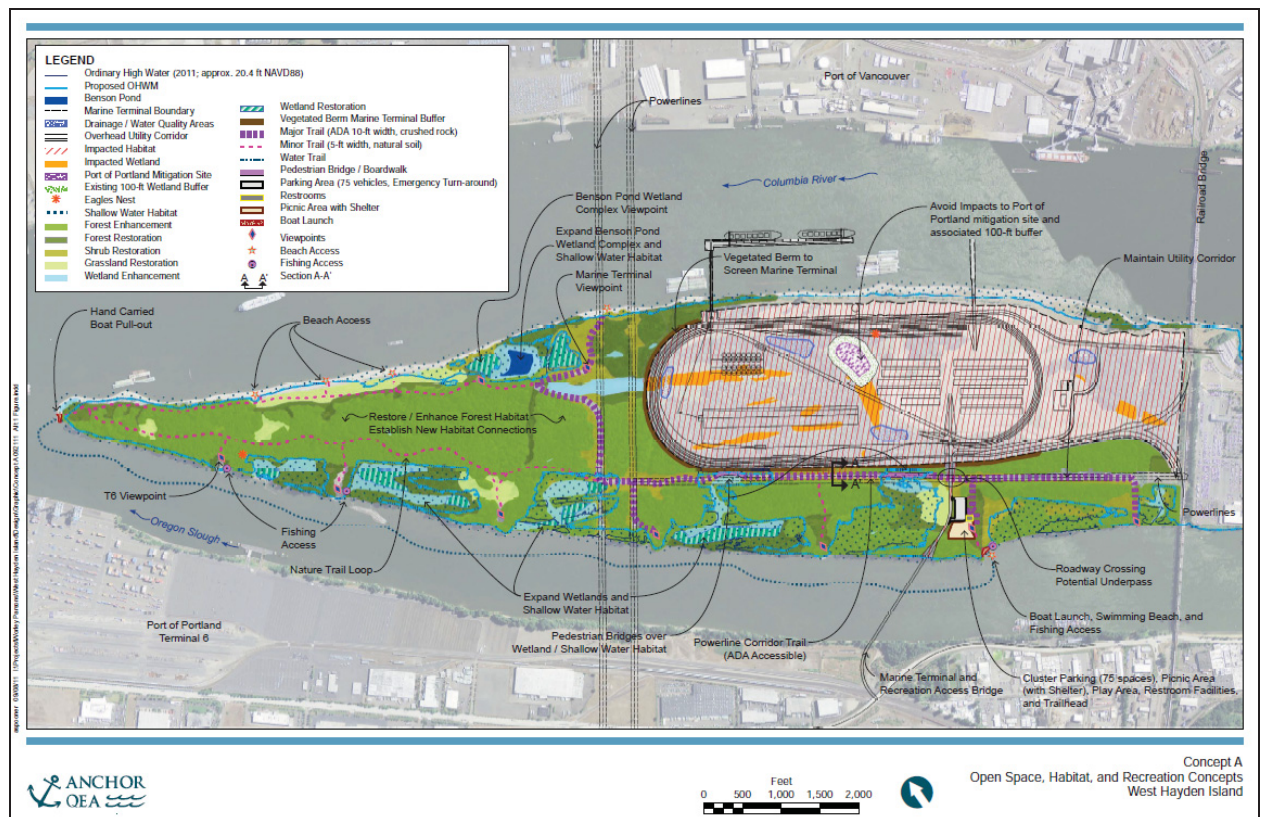 LEGEND
Ordinary High Water (2011; approx. 20.4 ft NAVD88)
Proposed OHWM
Benson Pond
Marine Terminal Boundary
Drainage / Water Quality Areas
Overhead Utility Corridor
Impacted Habitat
Impacted Wetland
Port of Portland Mitigation Site
Existing 100-ft Wetland Buffer
Eagles Nest
Shallow Water Habitat
Forest Enhancement
Forest Restoration
Shrub Restoration
Grassland Restoration
Wetland Enhancement
Wetland Restoration
Vegetated Berm Marine Terminal Buffer
Major Trail (ADA 10-ft width, crushed rock)
Minor Trail (5-ft width, natural soil)
Water Trail
Pedestrian Bridge / Boardwalk
Parking Area (75 vehicles, Emergency Turn-around)
Restrooms
Picnic Area with Shelter
Boat Launch
Viewpoints
Beach Access
Fishing Access
A A' Section A-A'
Port of Vancouver
Powerlines
Columbia River
Railroad Bridge
Benson Pond Wetland
Complex Viewpoint
Expand Benson Pond
Wetland Complex and
Shallow Water Habitat
Marine Terminal
Viewpoint
Avoid Impacts to Port of
Portland mitigation site and
associated 100-ft buffer
Vegetated Berm to
Screen Marine Terminal
Maintain Utility Corridor
Hand Carried
Boat Pull-out
Beach Access
Restore / Enhance Forest Habitat
Establish New Habitat Connections
A
A'
T6 Viewpoint
Oregon Slough
Fishing
Access
Nature Trail Loop
Expand Wetlands and
Shallow Water Habitat
Powerlines
Roadway Crossing
Potential Underpass
Port of Portland
Terminal 6
Pedestrian Bridges over
Wetland / Shallow Water Habitat
Powerline Corridor Trail
(ADA Accessible)
Boat Launch, Swimming Beach, and
Fishing Access
Marine Terminal and
Recreation Access Bridge
Cluster Parking (75 spaces), Picnic Area
(with Shelter), Play Area, Restroom Facilities,
and Trailhead
ANCHOR
QEA
Feet
0 500 1,000 1,500 2,000
Concept A
Open Space, Habitat, and Recreation Concepts
West Hayden Island